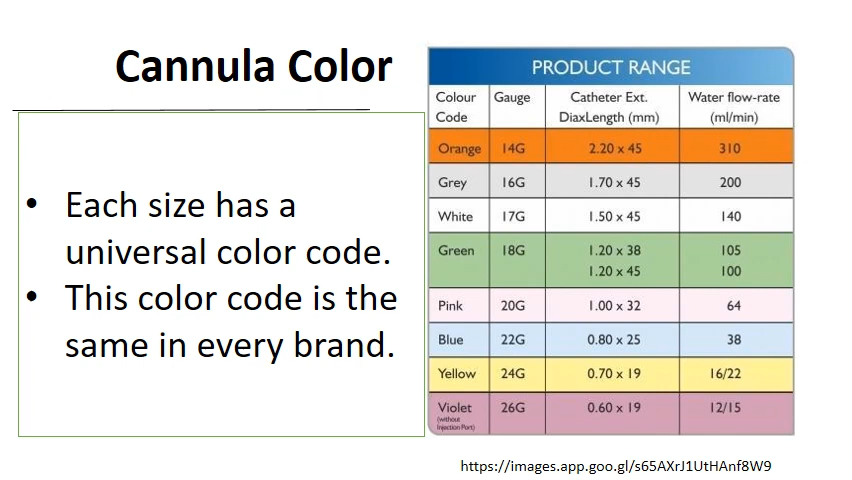 Cannula Color
• Each size has a
universal color code.
• This color code is the
same in every brand.
PRODUCT RANGE
Colour Code Gauge Catheter Ext. DiaxLength (mm) Water flow-rate (ml/min)
Orange 14G 2.20 x 45 310
Grey 16G 1.70 x 45 200
White 17G 1.50 x 45 140
Green 18G 1.20 x 38 105
1.20 x 45 100
Pink 20G 1.00 x 32 64
Blue 22G 0.80 x 25 38
Yellow 24G 0.70 x 19 16/22
Violet 26G 0.60 x 19 12/15
(without
Injection Port)
https://images.app.goo.gl/s65AXrJ1UtHAnf8W9